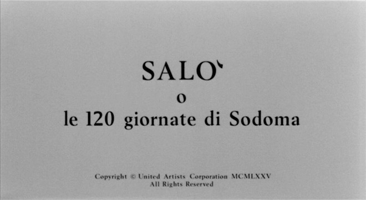 SALO'
o
le 120 giornate di Sodoma
Copyright © United Artists Corporation MCMLXXV
All Rights Reserved